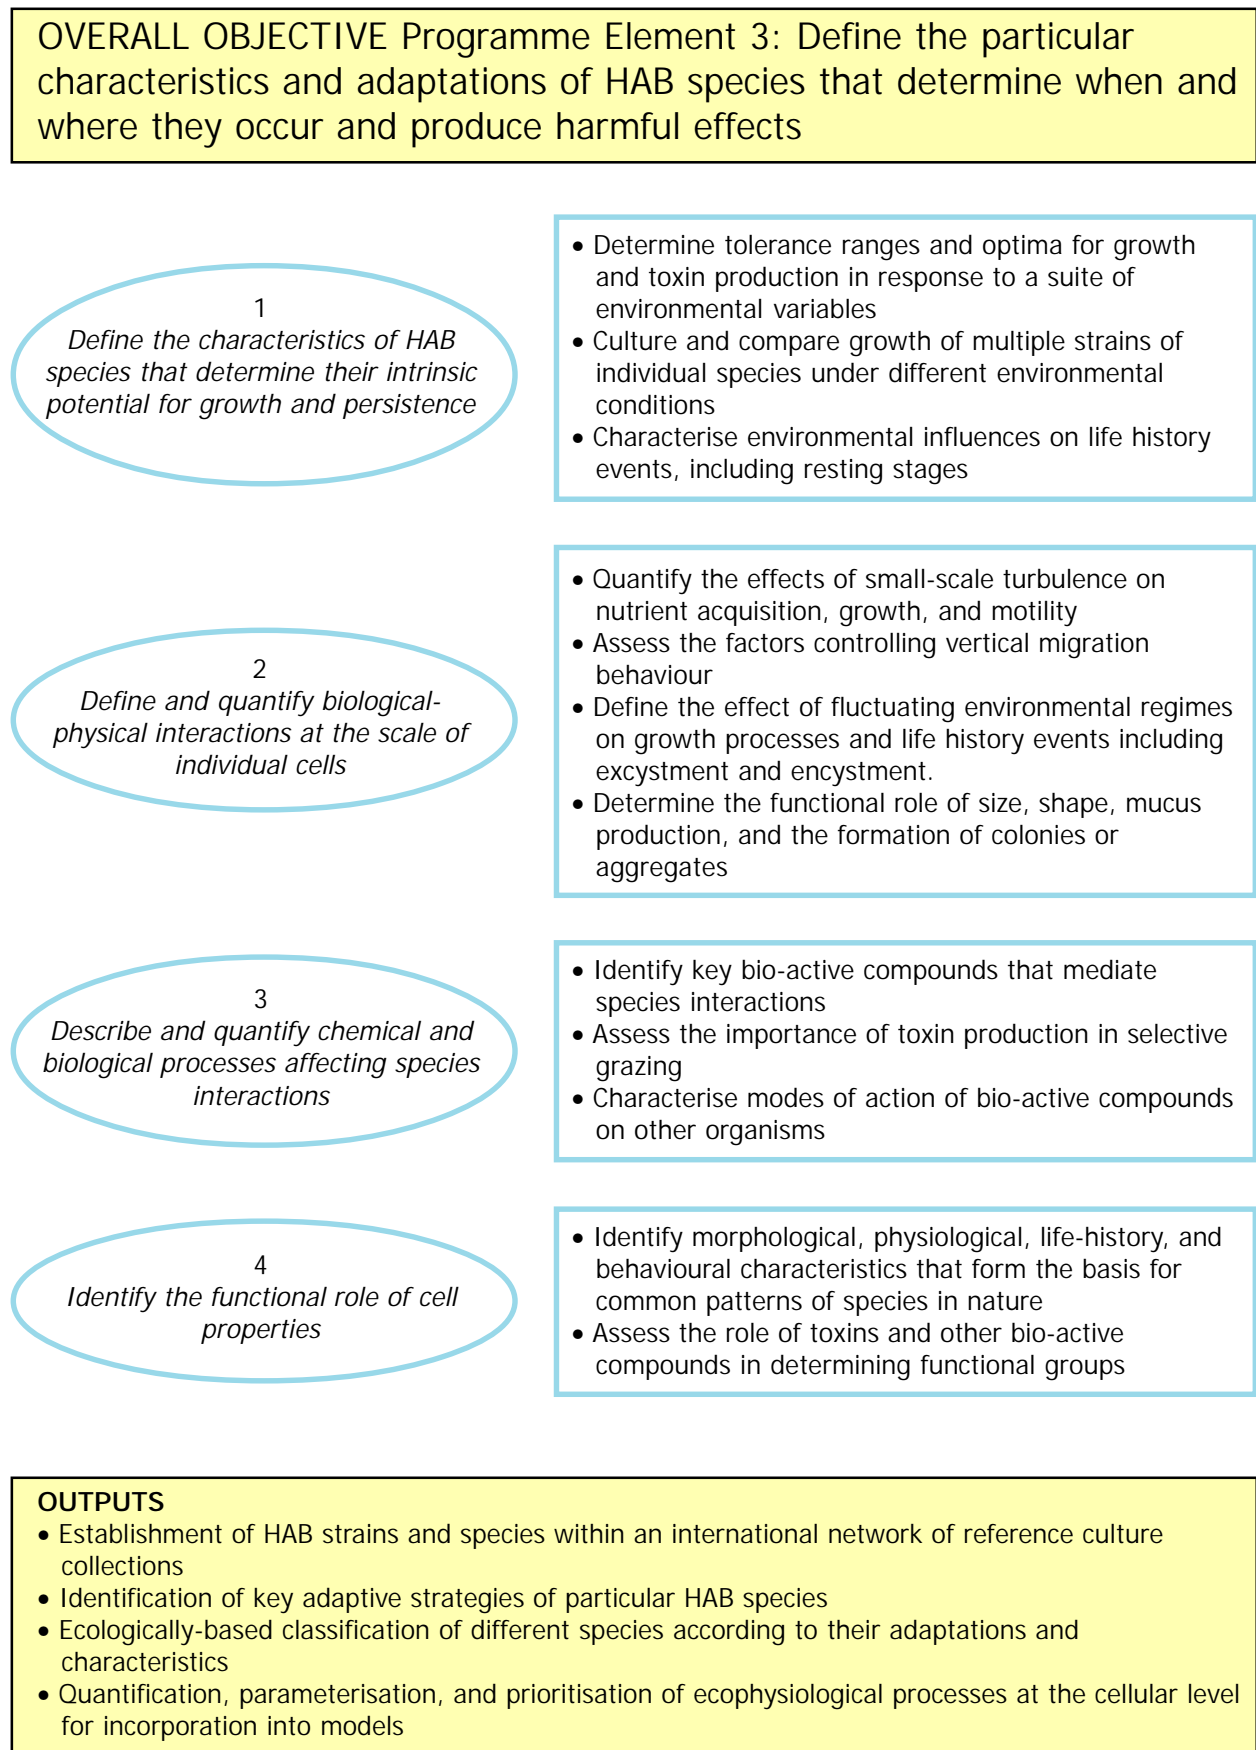 OVERALL OBJECTIVE Programme Element 3: Define the particular
characteristics and adaptations of HAB species that determine when and
where they occur and produce harmful effects
1
Define the characteristics of HAB
species that determine their intrinsic
potential for growth and persistence
• Determine tolerance ranges and optima for growth
and toxin production in response to a suite of
environmental variables
• Culture and compare growth of multiple strains of
individual species under different environmental
conditions
• Characterise environmental influences on life history
events, including resting stages
2
Define and quantify biological-
physical interactions at the scale of
individual cells
• Quantify the effects of small-scale turbulence on
nutrient acquisition, growth, and motility
• Assess the factors controlling vertical migration
behaviour
• Define the effect of fluctuating environmental regimes
on growth processes and life history events including
excystment and encystment.
• Determine the functional role of size, shape, mucus
production, and the formation of colonies or
aggregates
3
Describe and quantify chemical and
biological processes affecting species
interactions
• Identify key bio-active compounds that mediate
species interactions
• Assess the importance of toxin production in selective
grazing
• Characterise modes of action of bio-active compounds
on other organisms
4
Identify the functional role of cell
properties
• Identify morphological, physiological, life-history, and
behavioural characteristics that form the basis for
common patterns of species in nature
• Assess the role of toxins and other bio-active
compounds in determining functional groups
OUTPUTS
• Establishment of HAB strains and species within an international network of reference culture
collections
• Identification of key adaptive strategies of particular HAB species
• Ecologically-based classification of different species according to their adaptations and
characteristics
• Quantification, parameterisation, and prioritisation of ecophysiological processes at the cellular level
for incorporation into models